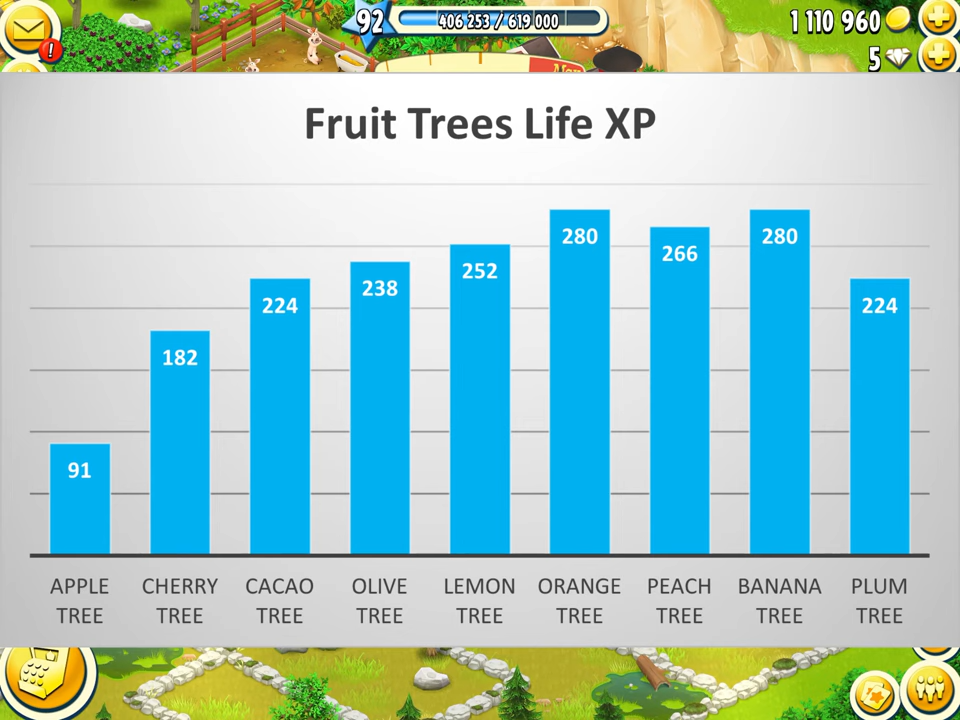 92
406 253 / 619 000
1 110 960
5
!
Fruit Trees Life XP
91
182
224
238
252
280
266
280
224
APPLE TREE
CHERRY TREE
CACAO TREE
OLIVE TREE
LEMON TREE
ORANGE TREE
PEACH TREE
BANANA TREE
PLUM TREE